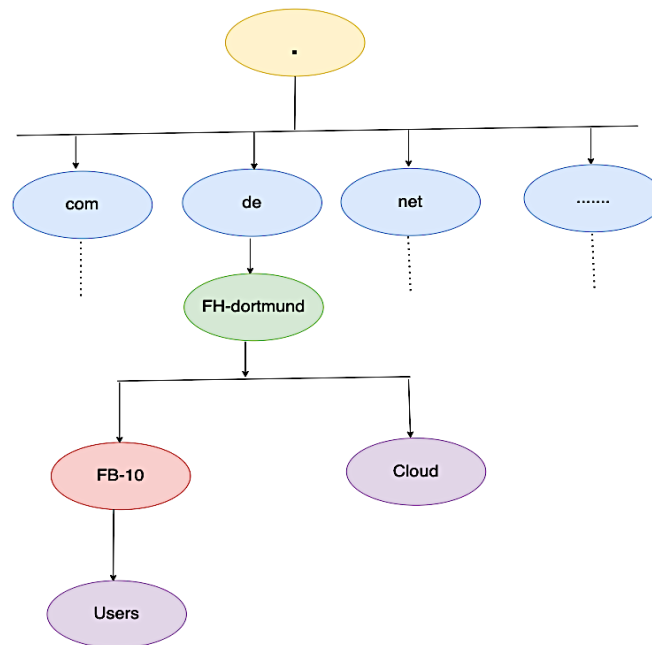 .
com
de
net
.......
FH-dortmund
FB-10
Cloud
Users